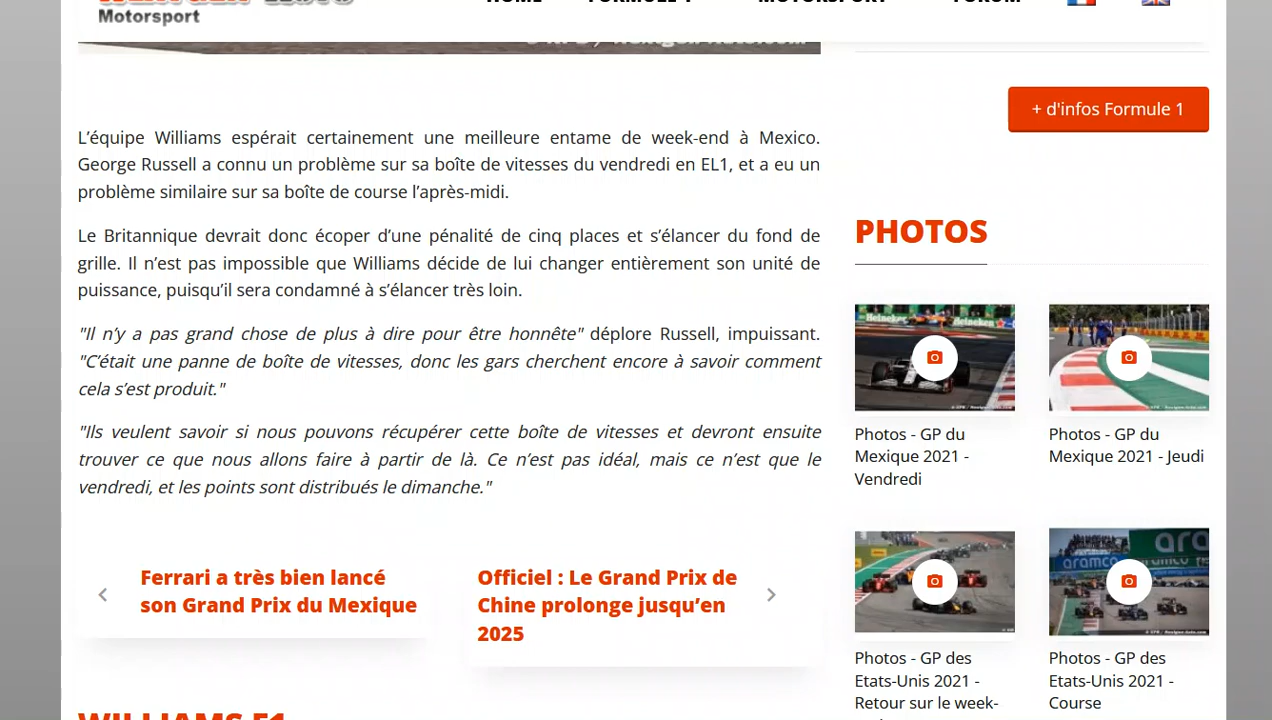 Motorsport
HOME
FORMULE 1
MOTORSPORT
FORUM
+ d'infos Formule 1
L’équipe Williams espérait certainement une meilleure entame de week-end à Mexico.
George Russell a connu un problème sur sa boîte de vitesses du vendredi en EL1, et a eu un
problème similaire sur sa boîte de course l’après-midi.
Le Britannique devrait donc écoper d’une pénalité de cinq places et s’élancer du fond de
grille. Il n’est pas impossible que Williams décide de lui changer entièrement son unité de
puissance, puisqu’il sera condamné à s’élancer très loin.
"Il n’y a pas grand chose de plus à dire pour être honnête" déplore Russell, impuissant.
"C’était une panne de boîte de vitesses, donc les gars cherchent encore à savoir comment
cela s’est produit."
"Ils veulent savoir si nous pouvons récupérer cette boîte de vitesses et devront ensuite
trouver ce que nous allons faire à partir de là. Ce n’est pas idéal, mais ce n’est que le
vendredi, et les points sont distribués le dimanche."
Ferrari a très bien lancé
son Grand Prix du Mexique
Officiel : Le Grand Prix de
Chine prolonge jusqu’en
2025
WILLIAMS F1
PHOTOS
Heineken
Photos - GP du
Mexique 2021 -
Vendredi
Photos - GP du
Mexique 2021 - Jeudi
aramco
Photos - GP des
Etats-Unis 2021 -
Retour sur le week-
Photos - GP des
Etats-Unis 2021 -
Course